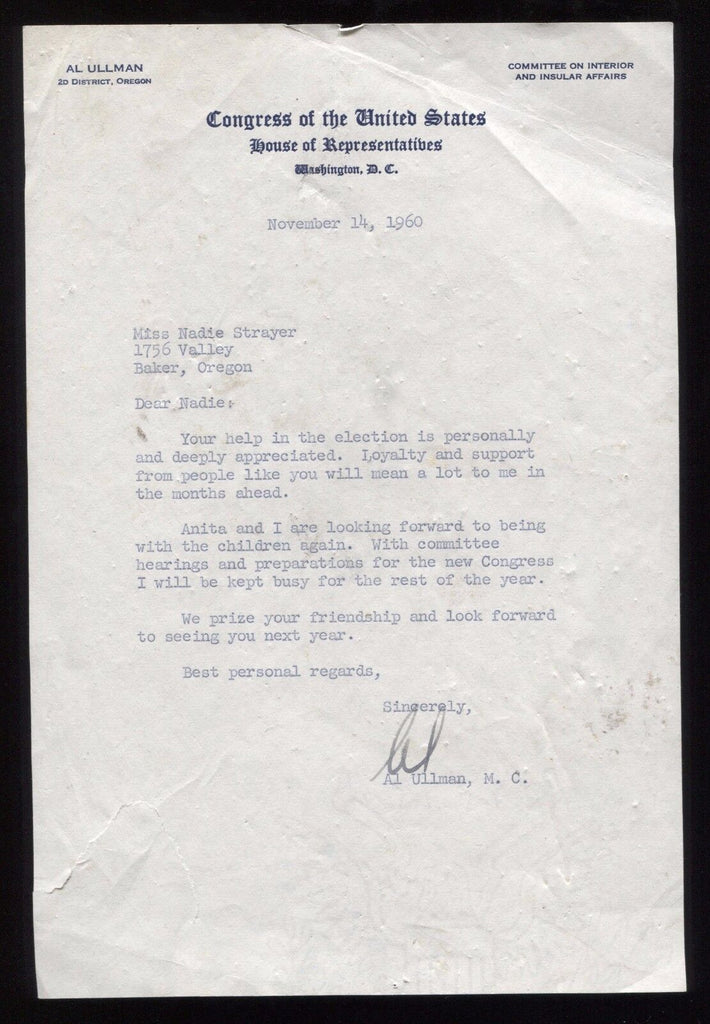 AL ULLMAN
2D DISTRICT, OREGON
COMMITTEE ON INTERIOR
AND INSULAR AFFAIRS
Congress of the United States
House of Representatives
Washington, D. C.
November 14, 1960
Miss Nadie Strayer
1756 Valley
Baker, Oregon
Dear Nadie:
Your help in the election is personally
and deeply appreciated. Loyalty and support
from people like you will mean a lot to me in
the months ahead.
Anita and I are looking forward to being
with the children again. With committee
hearings and preparations for the new Congress
I will be kept busy for the rest of the year.
We prize your friendship and look forward
to seeing you next year.
Best personal regards,
Sincerely,
Al
Al Ullman, M. C.